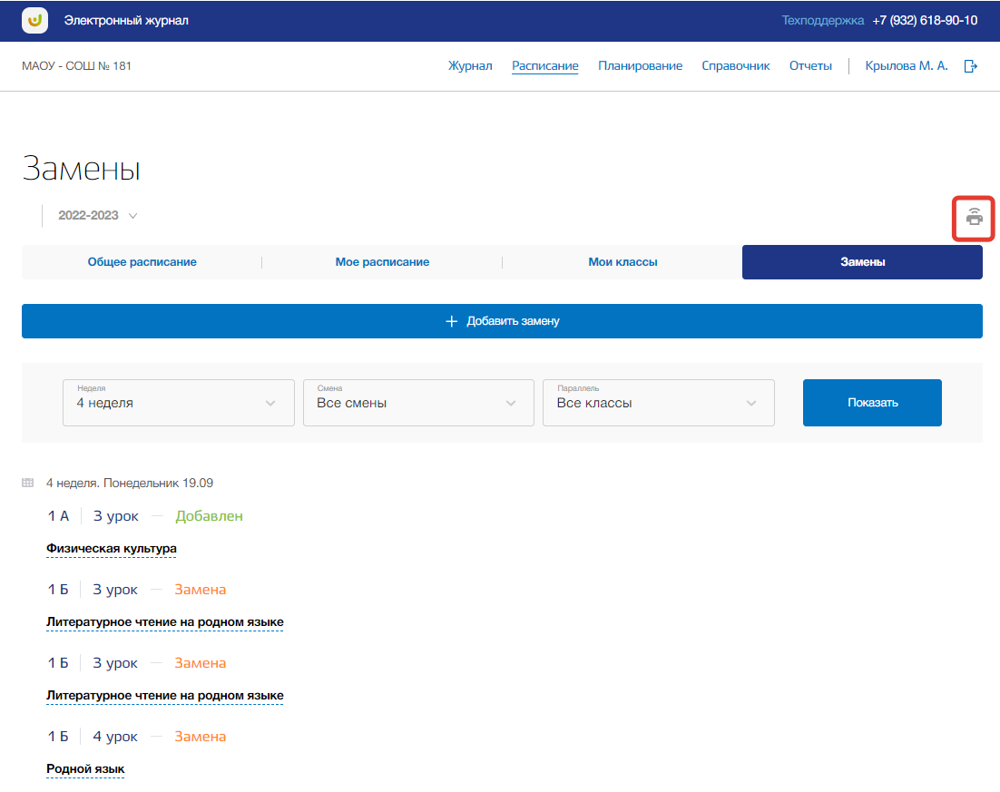 Электронный журнал
Техподдержка +7 (932) 618-90-10
МАОУ - СОШ № 181
Журнал Расписание Планирование Справочник Отчеты Крылова М. А.
Замены
2022-2023
Общее расписание Мое расписание Мои классы Замены
Добавить замену
Неделя Смена Параллель
4 неделя Все смены Все классы Показать
4 неделя. Понедельник 19.09
1 А 3 урок — Добавлен
Физическая культура
1 Б 3 урок — Замена
Литературное чтение на родном языке
1 Б 3 урок — Замена
Литературное чтение на родном языке
1 Б 4 урок — Замена
Родной язык